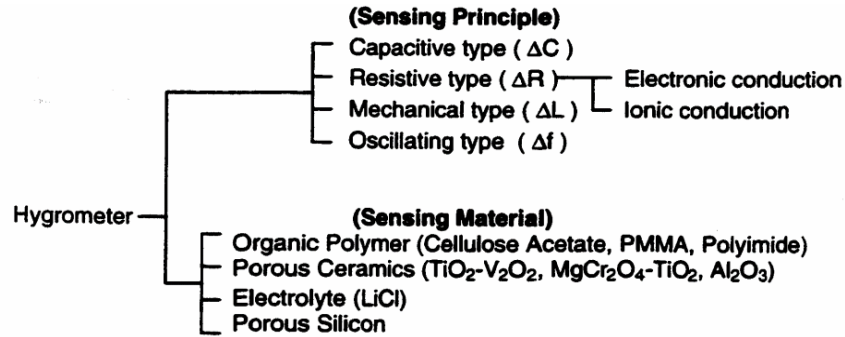 (Sensing Principle)
Capacitive type ( ΔC )
Resistive type ( ΔR ) Electronic conduction
Mechanical type ( ΔL ) Ionic conduction
Oscillating type ( Δf )
Hygrometer
(Sensing Material)
Organic Polymer (Cellulose Acetate, PMMA, Polyimide)
Porous Ceramics (TiO₂-V₂O₂, MgCr₂O₄-TiO₂, Al₂O₃)
Electrolyte (LiCl)
Porous Silicon